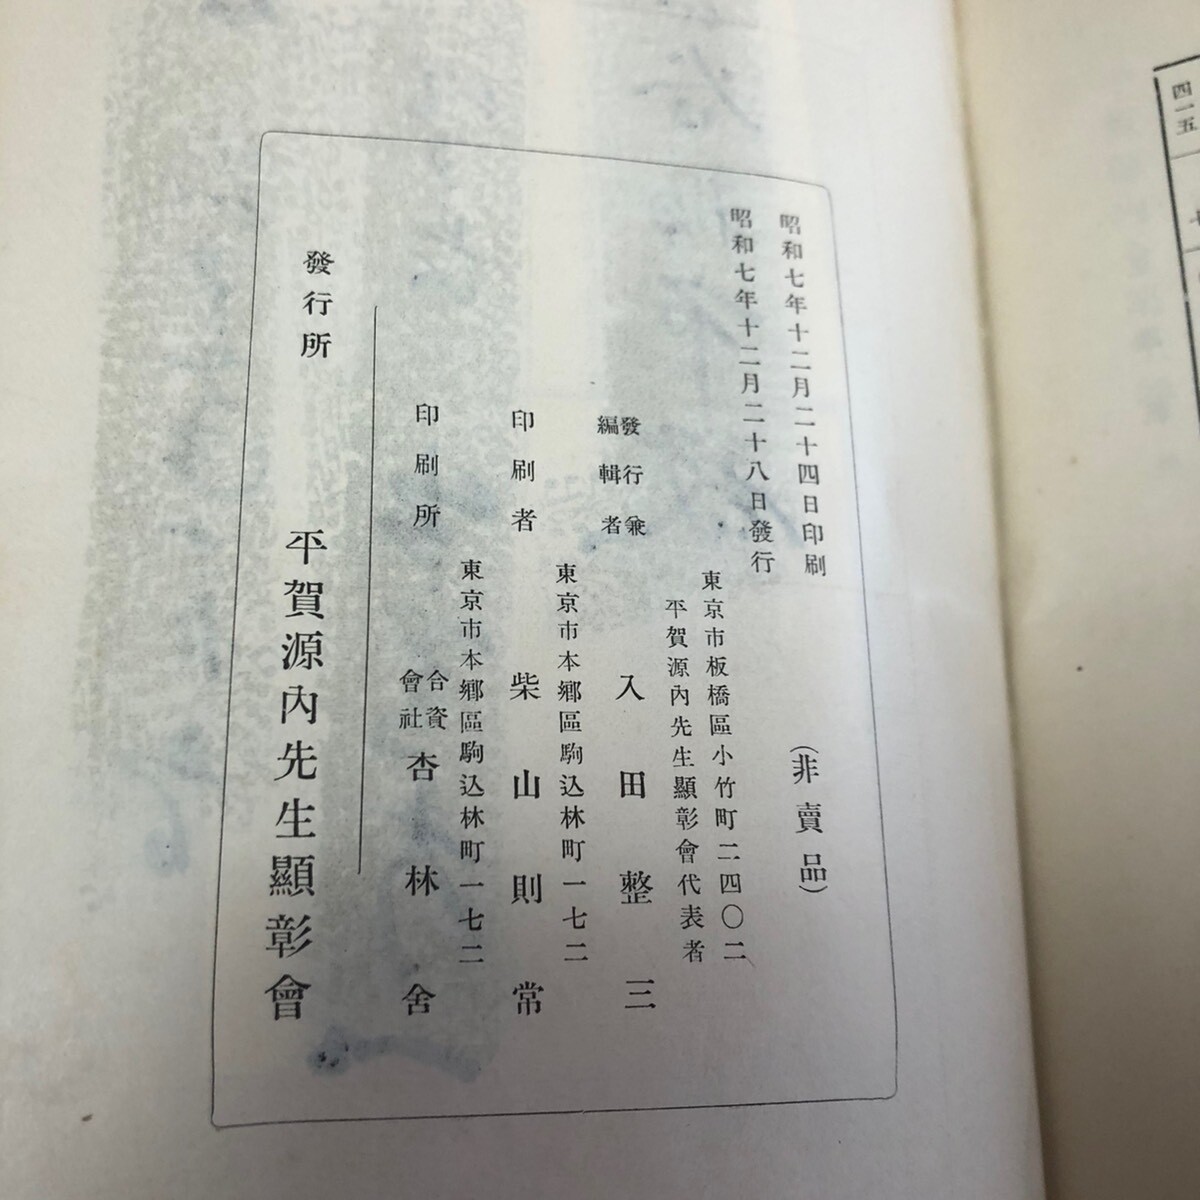 四一五
昭和七年十二月二十四日印刷
昭和七年十二月二十八日發行
(非賣品)
東京市板橋區小竹町二四〇二
平賀源內先生顯彰會代表者
發行兼
編輯者
入田整三
東京市本鄕區駒込林町一七二
印刷者
柴山則常
東京市本鄕區駒込林町一七二
印刷所
合資
會社
杏林舍
發行所
平賀源內先生顯彰會